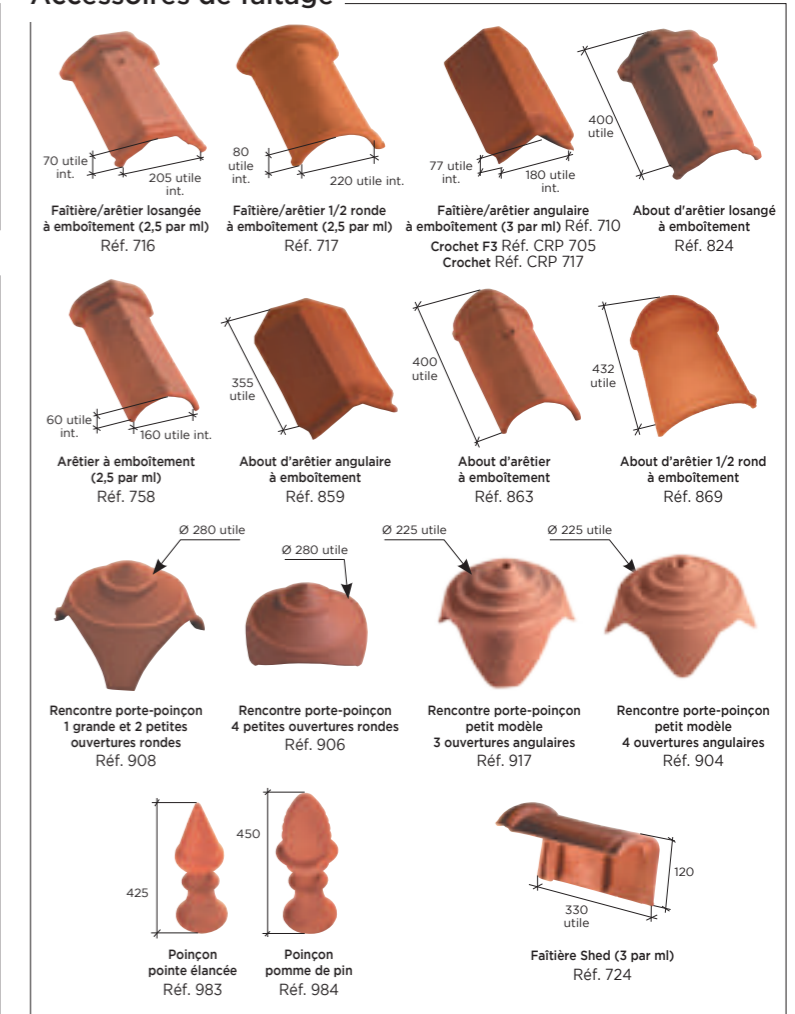 Accessoires de faîtage
70 utile
int.
205 utile
int.
80
utile
int.
220 utile int.
77 utile
int.
180 utile
int.
400
utile
Faîtière/arêtier losangée
à emboîtement (2,5 par ml)
Réf. 716
Faîtière/arêtier 1/2 ronde
à emboîtement (2,5 par ml)
Réf. 717
Faîtière/arêtier angulaire
à emboîtement (3 par ml) Réf. 710
Crochet F3 Réf. CRP 705
Crochet Réf. CRP 717
About d'arêtier losangé
à emboîtement
Réf. 824
60 utile
int.
160 utile int.
355
utile
400
utile
432
utile
Arêtier à emboîtement
(2,5 par ml)
Réf. 758
About d'arêtier angulaire
à emboîtement
Réf. 859
About d'arêtier
à emboîtement
Réf. 863
About d'arêtier 1/2 rond
à emboîtement
Réf. 869
Ø 280 utile
Ø 280 utile
Ø 225 utile
Ø 225 utile
Rencontre porte-poinçon
1 grande et 2 petites
ouvertures rondes
Réf. 908
Rencontre porte-poinçon
4 petites ouvertures rondes
Réf. 906
Rencontre porte-poinçon
petit modèle
3 ouvertures angulaires
Réf. 917
Rencontre porte-poinçon
petit modèle
4 ouvertures angulaires
Réf. 904
425
450
120
330
utile
Poinçon
pointe élancée
Réf. 983
Poinçon
pomme de pin
Réf. 984
Faîtière Shed (3 par ml)
Réf. 724